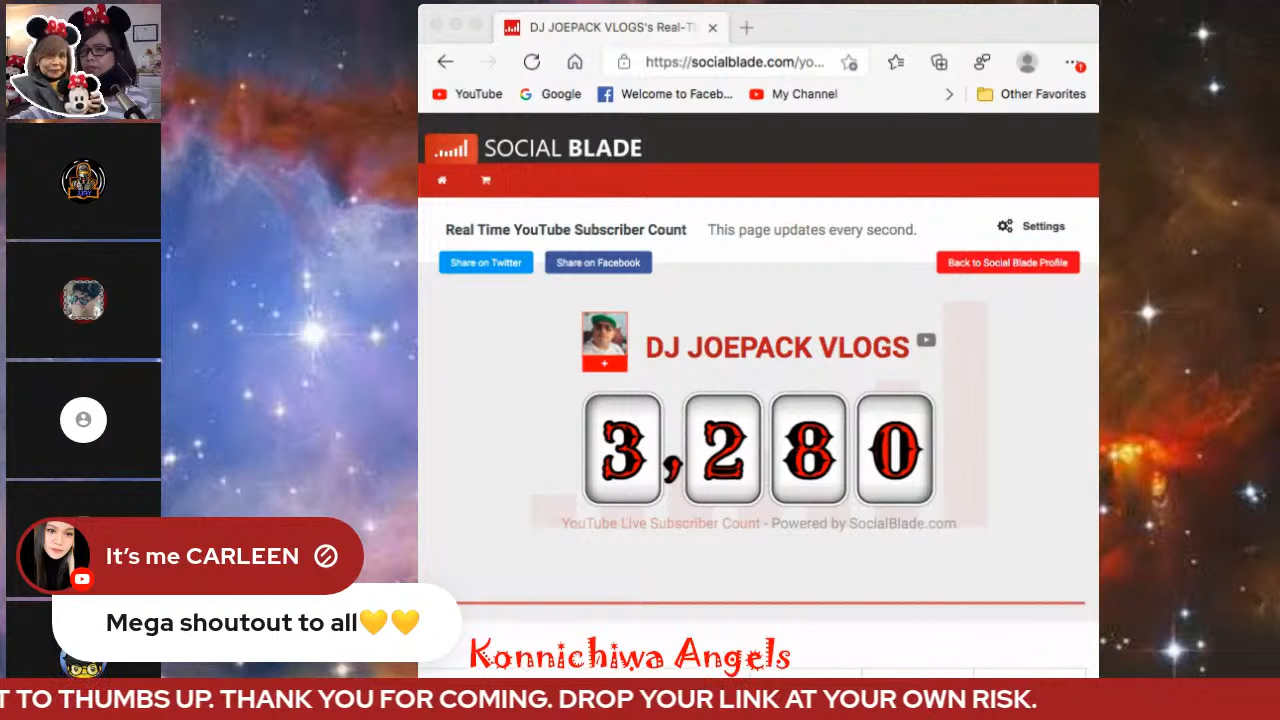 DJ JOEPACK VLOGS's Real-Ti
https://socialblade.com/yo...
YouTube
Google
Welcome to Faceb...
My Channel
Other Favorites
SOCIAL BLADE
Real Time YouTube Subscriber Count
This page updates every second.
Settings
Share on Twitter
Share on Facebook
Back to Social Blade Profile
DJ JOEPACK VLOGS
3,280
YouTube Live Subscriber Count - Powered by SocialBlade.com
It's me CARLEEN
Mega shoutout to all💛💛
Konnichiwa Angels
T TO THUMBS UP. THANK YOU FOR COMING. DROP YOUR LINK AT YOUR OWN RISK.